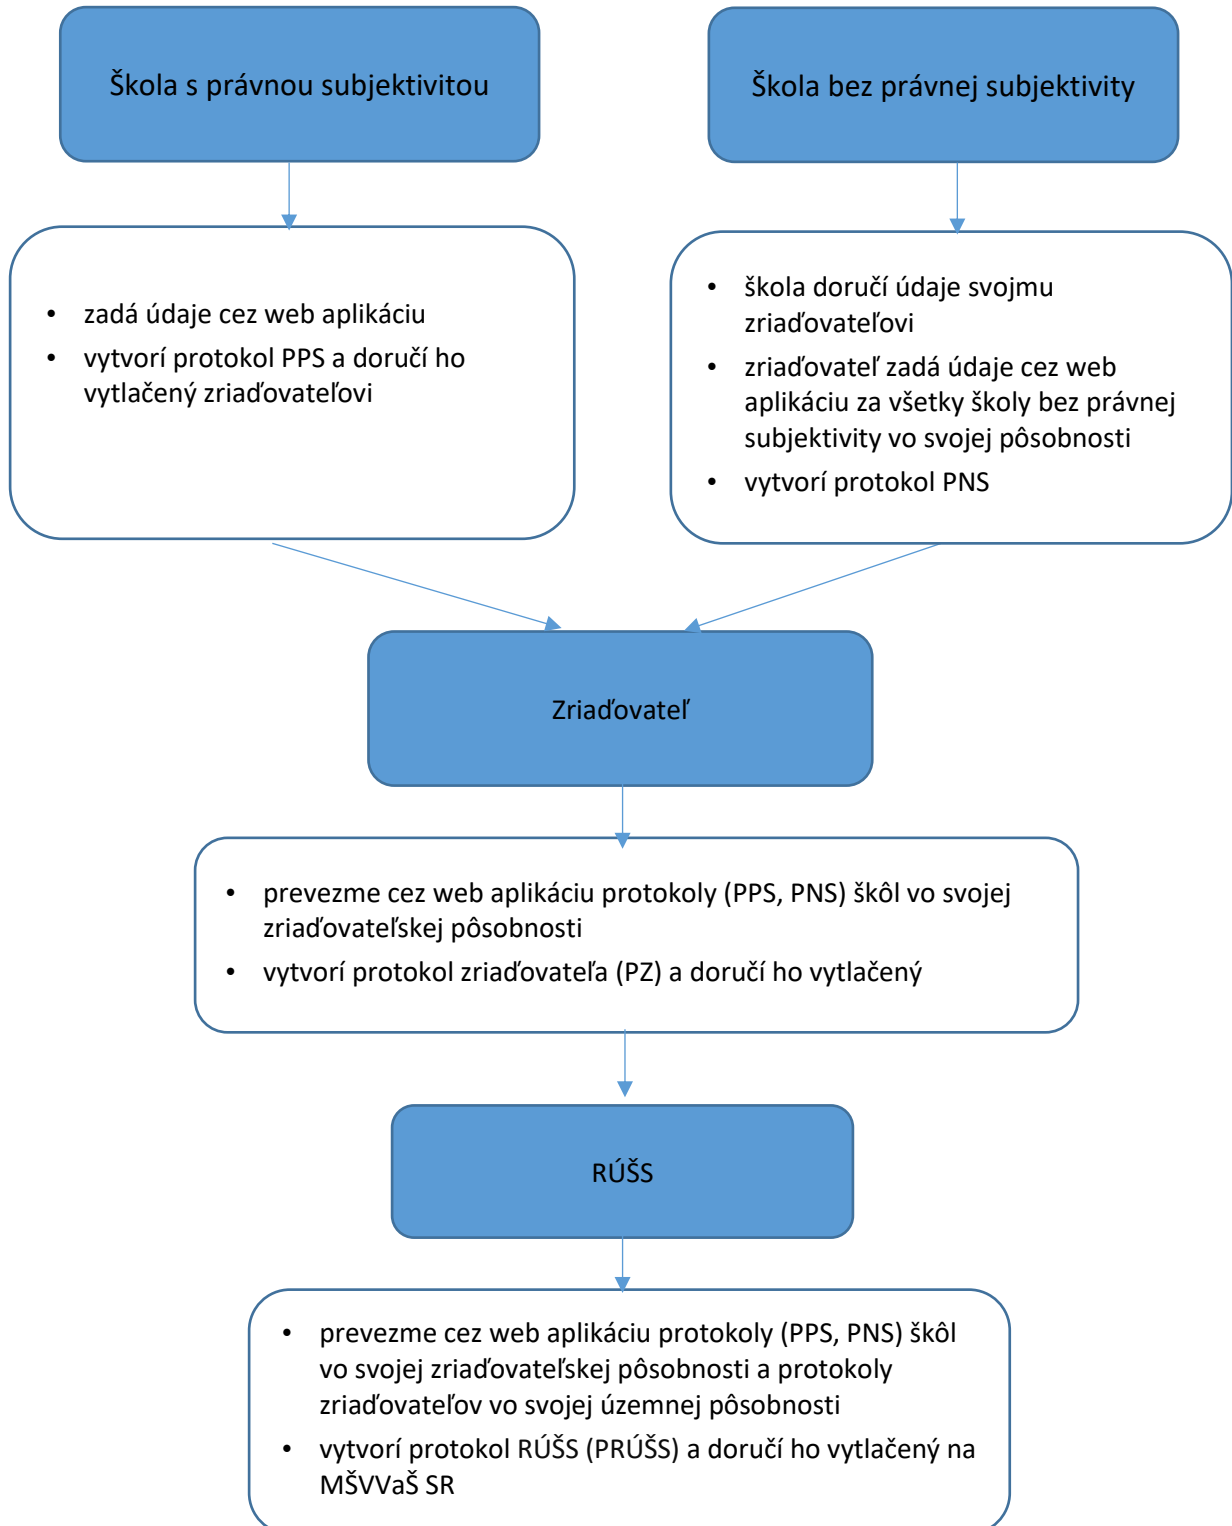 Škola s právnou subjektivitou
Škola bez právnej subjektivity
• zadá údaje cez web aplikáciu
• vytvorí protokol PPS a doručí ho
vytlačený zriaďovateľovi
• škola doručí údaje svojmu
zriaďovateľovi
• zriaďovateľ zadá údaje cez web
aplikáciu za všetky školy bez právnej
subjektivity vo svojej pôsobnosti
• vytvorí protokol PNS
Zriaďovateľ
• prevezme cez web aplikáciu protokoly (PPS, PNS) škôl vo svojej
zriaďovateľskej pôsobnosti
• vytvorí protokol zriaďovateľa (PZ) a doručí ho vytlačený
RÚŠS
• prevezme cez web aplikáciu protokoly (PPS, PNS) škôl
vo svojej zriaďovateľskej pôsobnosti a protokoly
zriaďovateľov vo svojej územnej pôsobnosti
• vytvorí protokol RÚŠS (PRÚŠS) a doručí ho vytlačený na
MŠVVaŠ SR